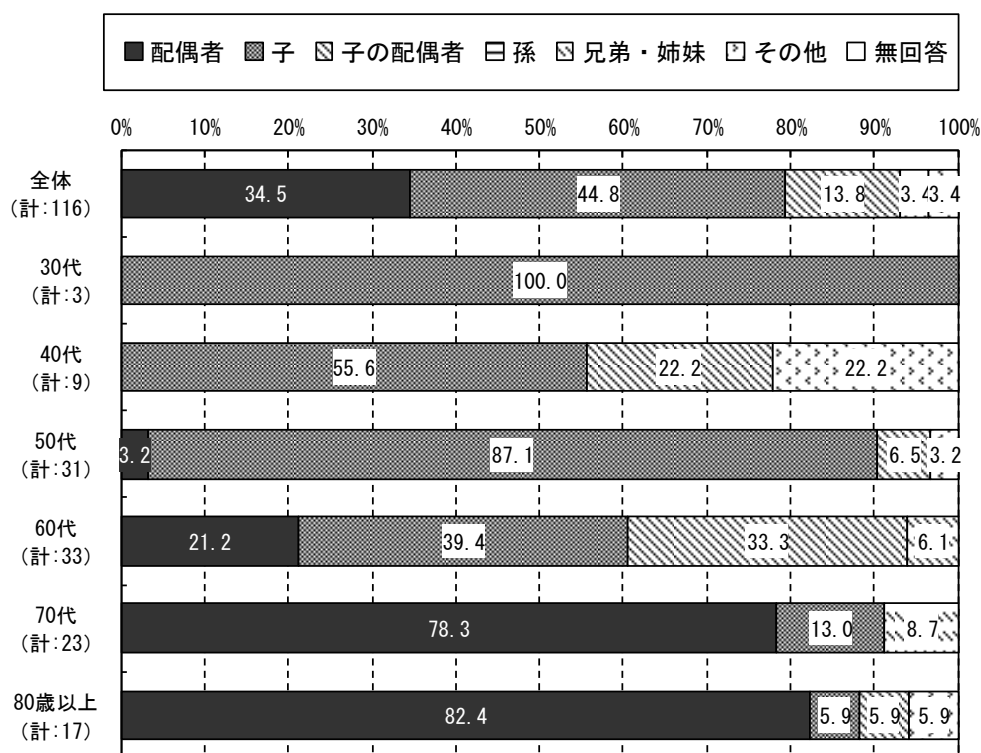 配偶者 子 子の配偶者 孫 兄弟・姉妹 その他 無回答
0% 10% 20% 30% 40% 50% 60% 70% 80% 90% 100%
全体
(計:116)
34.5 44.8 13.8 3.4 3.4
30代
(計:3)
100.0
40代
(計:9)
55.6 22.2 22.2
50代
(計:31)
3.2 87.1 6.5 3.2
60代
(計:33)
21.2 39.4 33.3 6.1
70代
(計:23)
78.3 13.0 8.7
80歳以上
(計:17)
82.4 5.9 5.9 5.9